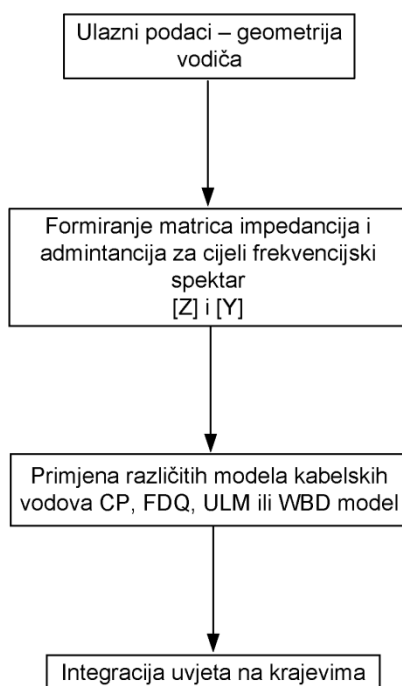 Ulazni podaci – geometrija
vodiča
Formiranje matrica impedancija i
admintancija za cijeli frekvencijski
spektar
[Z] i [Y]
Primjena različitih modela kabelskih
vodova CP, FDQ, ULM ili WBD model
Integracija uvjeta na krajevima